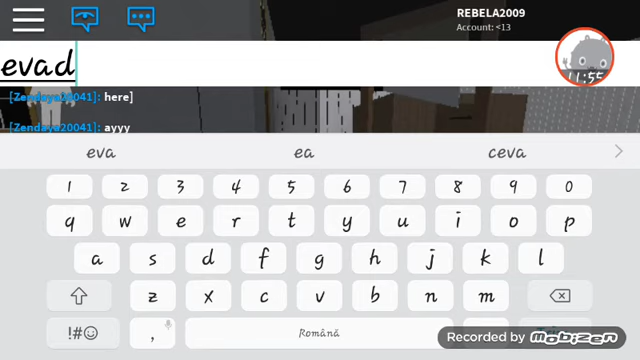 REBELA2009
Account: <13
evad
11:55
[Zendaya20041]: here]
[Zendaya20041]: ayyy
eva ea ceva
1 2 3 4 5 6 7 8 9 0
q w e r t y u i o p
a s d f g h j k l
z x c v b n m
!#☺ , Română
Recorded by mobizen